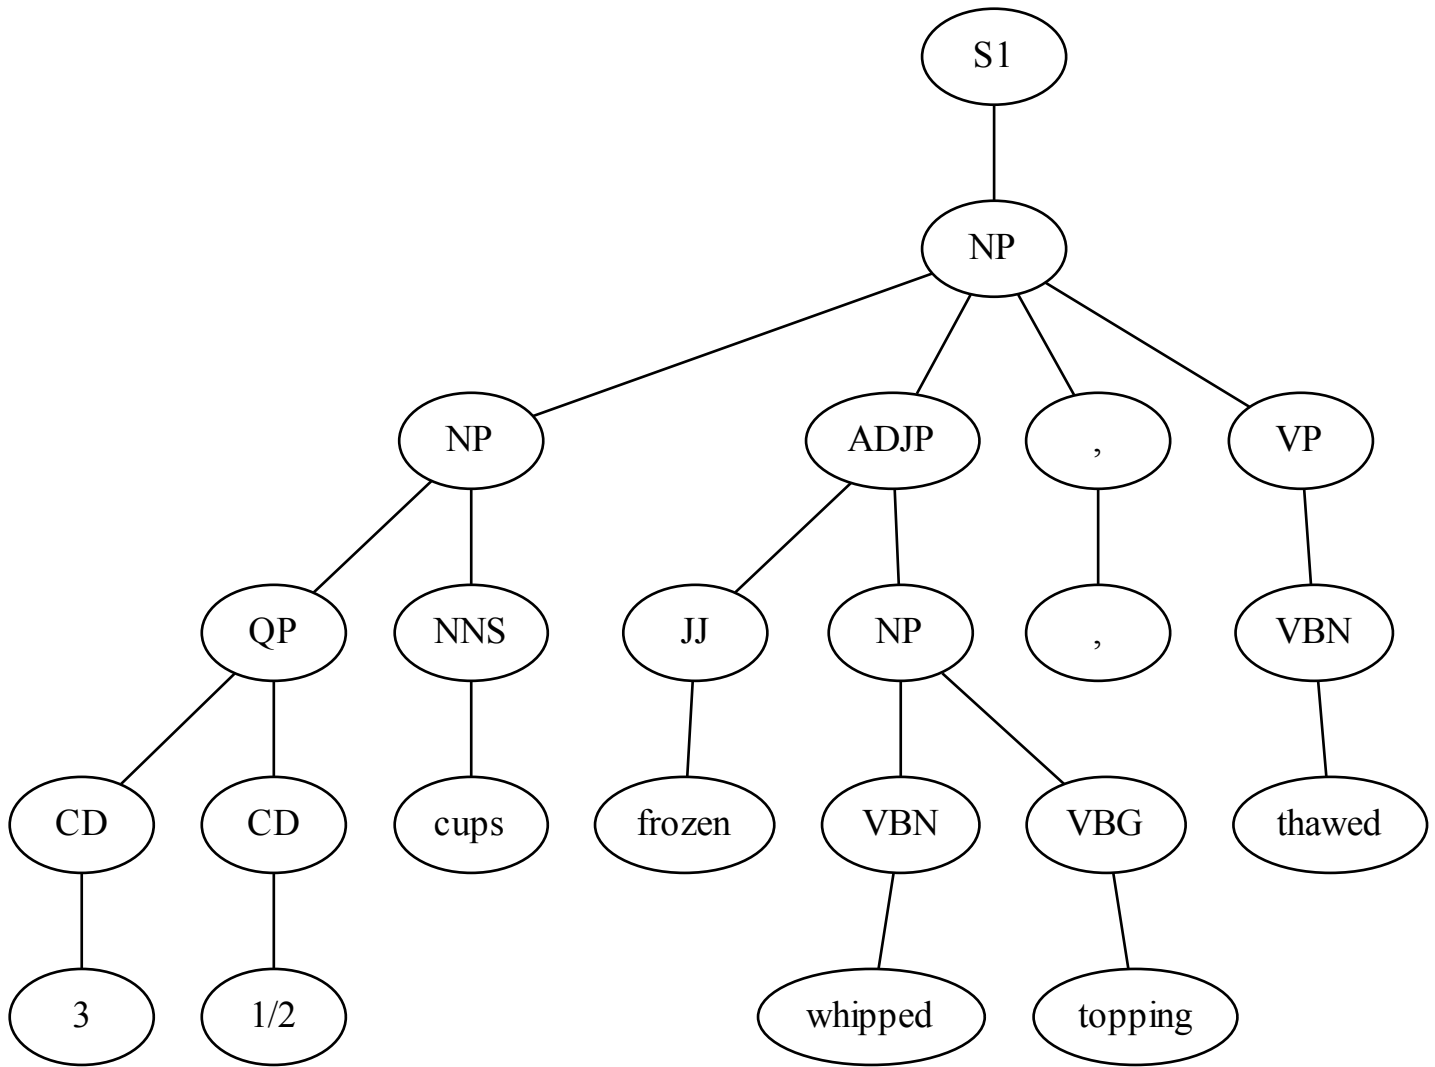 S1
NP
NP ADJP , VP
QP NNS JJ NP , VBN
CD CD cups frozen VBN VBG thawed
3 1/2 whipped topping